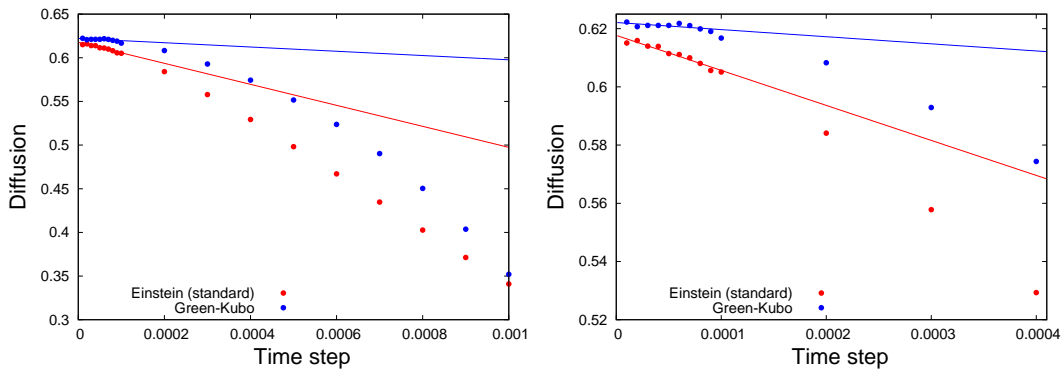 0.65
0.6
0.55
0.5
0.45
0.4
0.35
0.3
Diffusion
Einstein (standard)
Green-Kubo
0 0.0002 0.0004 0.0006 0.0008 0.001
Time step
0.62
0.6
0.58
0.56
0.54
0.52
Diffusion
Einstein (standard)
Green-Kubo
0 0.0001 0.0002 0.0003 0.0004
Time step